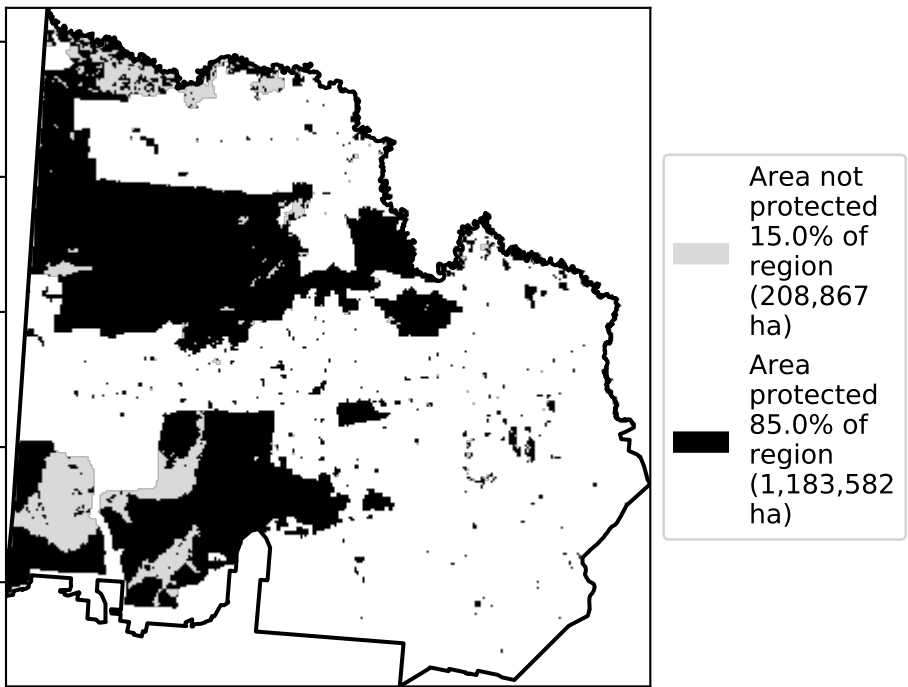 Area not
protected
15.0% of
region
(208,867
ha)
Area
protected
85.0% of
region
(1,183,582
ha)